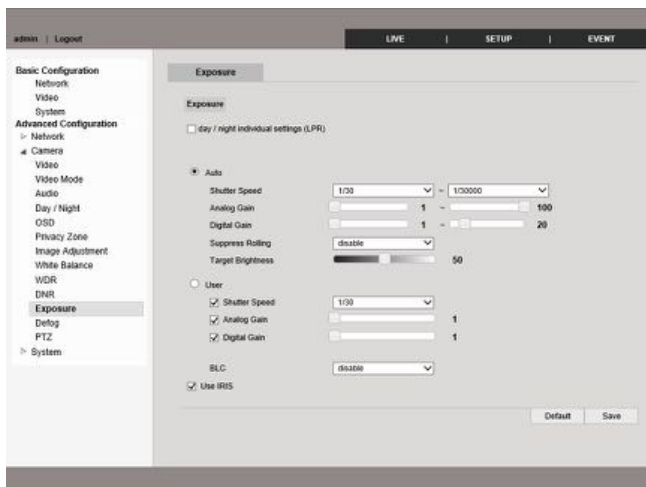 admin | Logout
LIVE | SETUP | EVENT
Basic Configuration
Network
Video
System
Advanced Configuration
Network
Camera
Video
Video Mode
Audio
Day / Night
OSD
Privacy Zone
Image Adjustment
White Balance
WDR
DNR
Exposure
Defog
PTZ
System
Exposure
Exposure
day / night individual settings (LPR)
Auto
Shutter Speed 1/30 ~ 1/30000
Analog Gain 1 ~ 100
Digital Gain 1 ~ 20
Suppress Rolling disable
Target Brightness 50
User
Shutter Speed 1/30
Analog Gain 1
Digital Gain 1
BLC disable
Use IRIS
Default Save